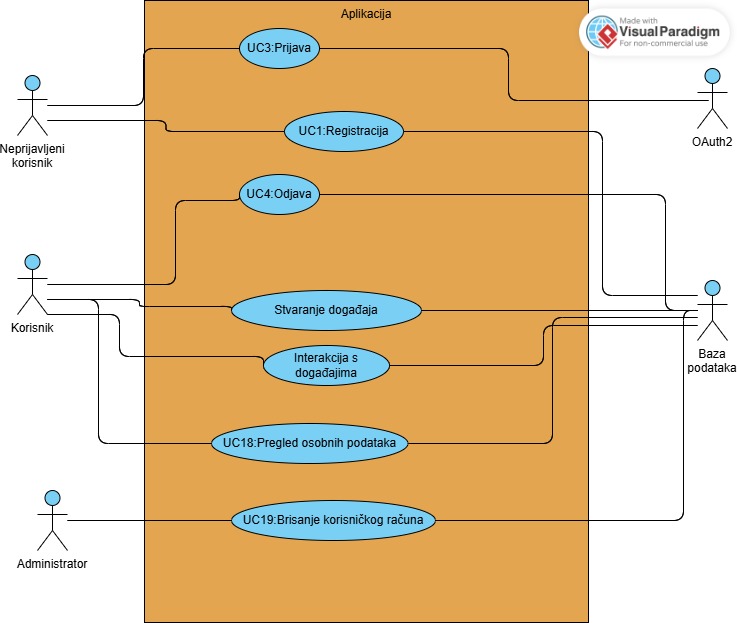 Aplikacija
Made with
Visual Paradigm
For non-commercial use
UC3:Prijava
Neprijavljeni
korisnik
UC1:Registracija
OAuth2
UC4:Odjava
Korisnik
Stvaranje događaja
Interakcija s
događajima
Baza
podataka
UC18:Pregled osobnih podataka
UC19:Brisanje korisničkog računa
Administrator